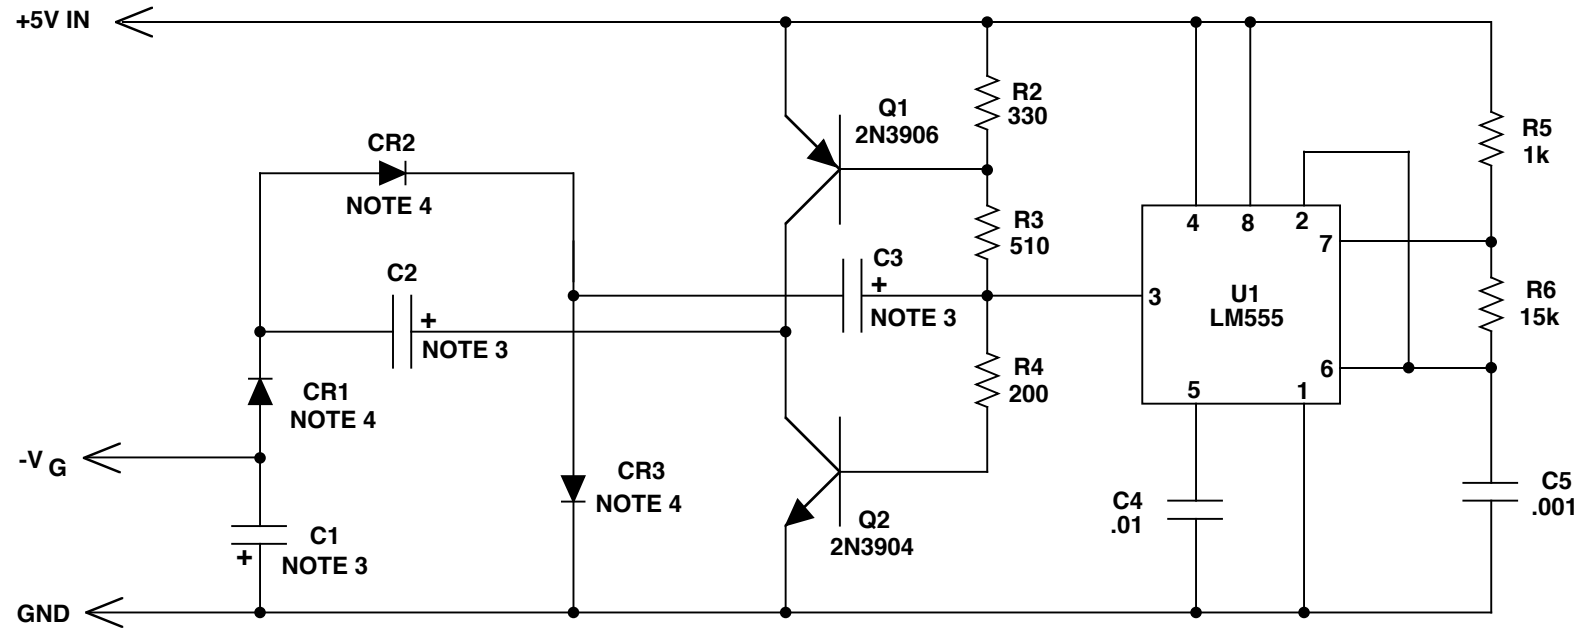 +5V IN
R2
330
Q1
2N3906
R5
1k
CR2
NOTE 4
R3
510
4
8
2
7
C3
+
NOTE 3
C2
+
NOTE 3
3
U1
LM555
R6
15k
6
5
1
CR1
NOTE 4
R4
200
-V G
CR3
NOTE 4
C4
.01
C5
.001
Q2
2N3904
C1
+
NOTE 3
GND